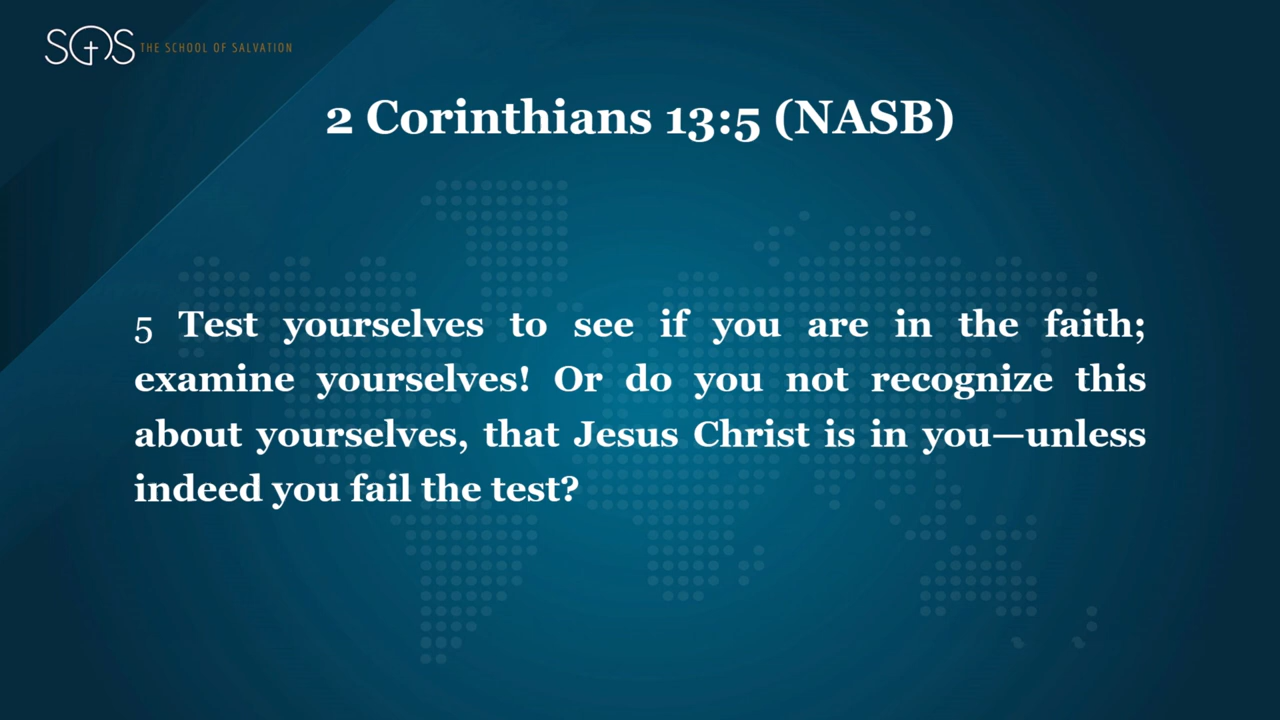 SOS THE SCHOOL OF SALVATION
2 Corinthians 13:5 (NASB)
5 Test yourselves to see if you are in the faith;
examine yourselves! Or do you not recognize this
about yourselves, that Jesus Christ is in you—unless
indeed you fail the test?